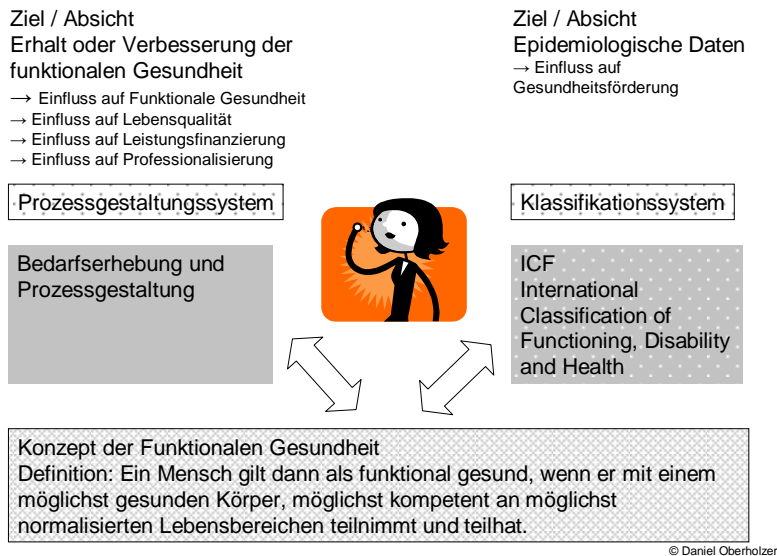 Ziel / Absicht
Erhalt oder Verbesserung der
funktionalen Gesundheit
→ Einfluss auf Funktionale Gesundheit
→ Einfluss auf Lebensqualität
→ Einfluss auf Leistungsfinanzierung
→ Einfluss auf Professionalisierung
Ziel / Absicht
Epidemiologische Daten
→ Einfluss auf
Gesundheitsförderung
Prozessgestaltungssystem
Klassifikationssystem
Bedarfserhebung und
Prozessgestaltung
ICF
International
Classification of
Functioning, Disability
and Health
Konzept der Funktionalen Gesundheit
Definition: Ein Mensch gilt dann als funktional gesund, wenn er mit einem
möglichst gesunden Körper, möglichst kompetent an möglichst
normalisierten Lebensbereichen teilnimmt und teilhat.
© Daniel Oberholzer